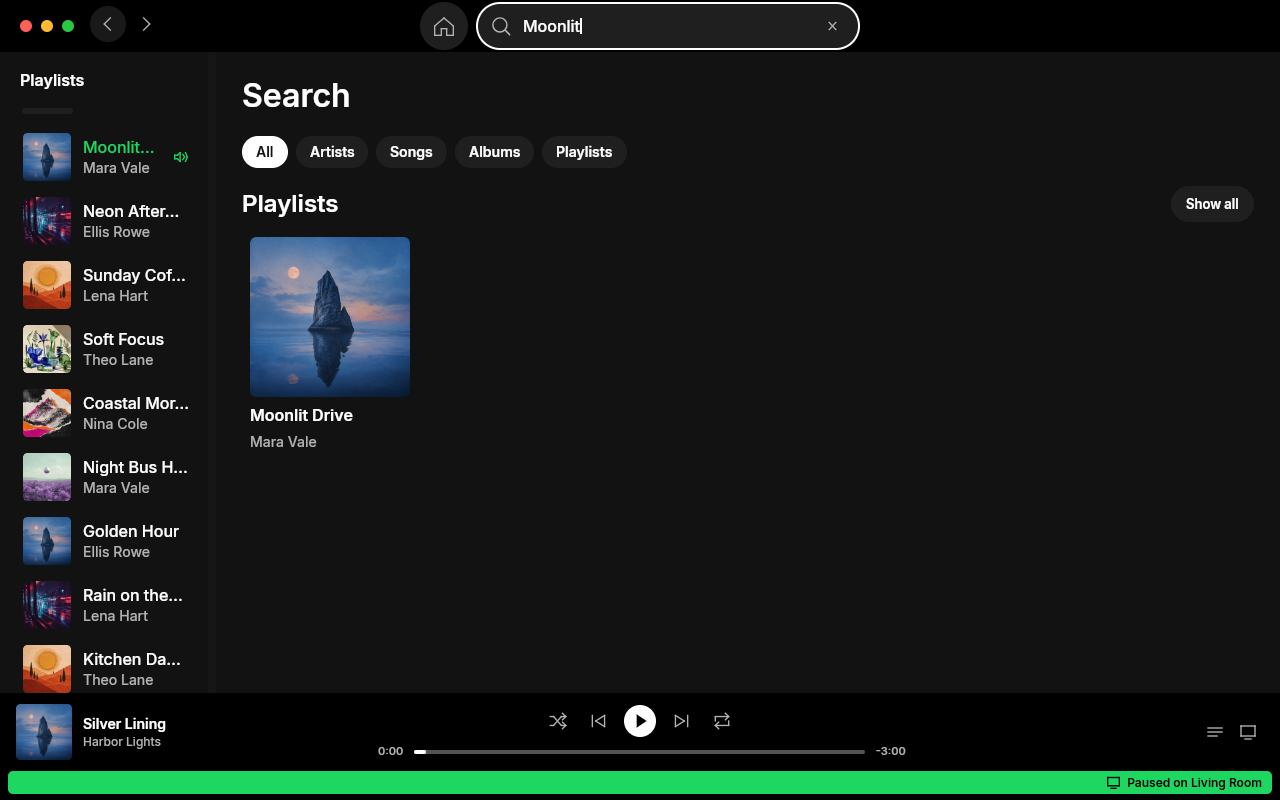 Moonlit
Playlists
Moonlit...
Mara Vale
Neon After...
Ellis Rowe
Sunday Cof...
Lena Hart
Soft Focus
Theo Lane
Coastal Mor...
Nina Cole
Night Bus H...
Mara Vale
Golden Hour
Ellis Rowe
Rain on the...
Lena Hart
Kitchen Da...
Theo Lane
Search
All Artists Songs Albums Playlists
Playlists
Show all
Moonlit Drive
Mara Vale
Silver Lining
Harbor Lights
0:00
-3:00
Paused on Living Room